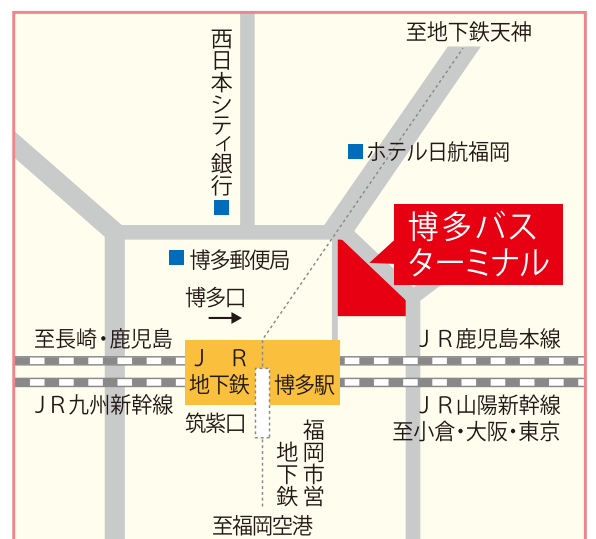 至地下鉄天神
西日本シティ銀行
ホテル日航福岡
博多バス
ターミナル
博多郵便局
博多口
至長崎・鹿児島
JR鹿児島本線
JR
地下鉄
博多駅
JR九州新幹線
JR山陽新幹線
至小倉・大阪・東京
筑紫口
福岡市営
地下鉄
至福岡空港